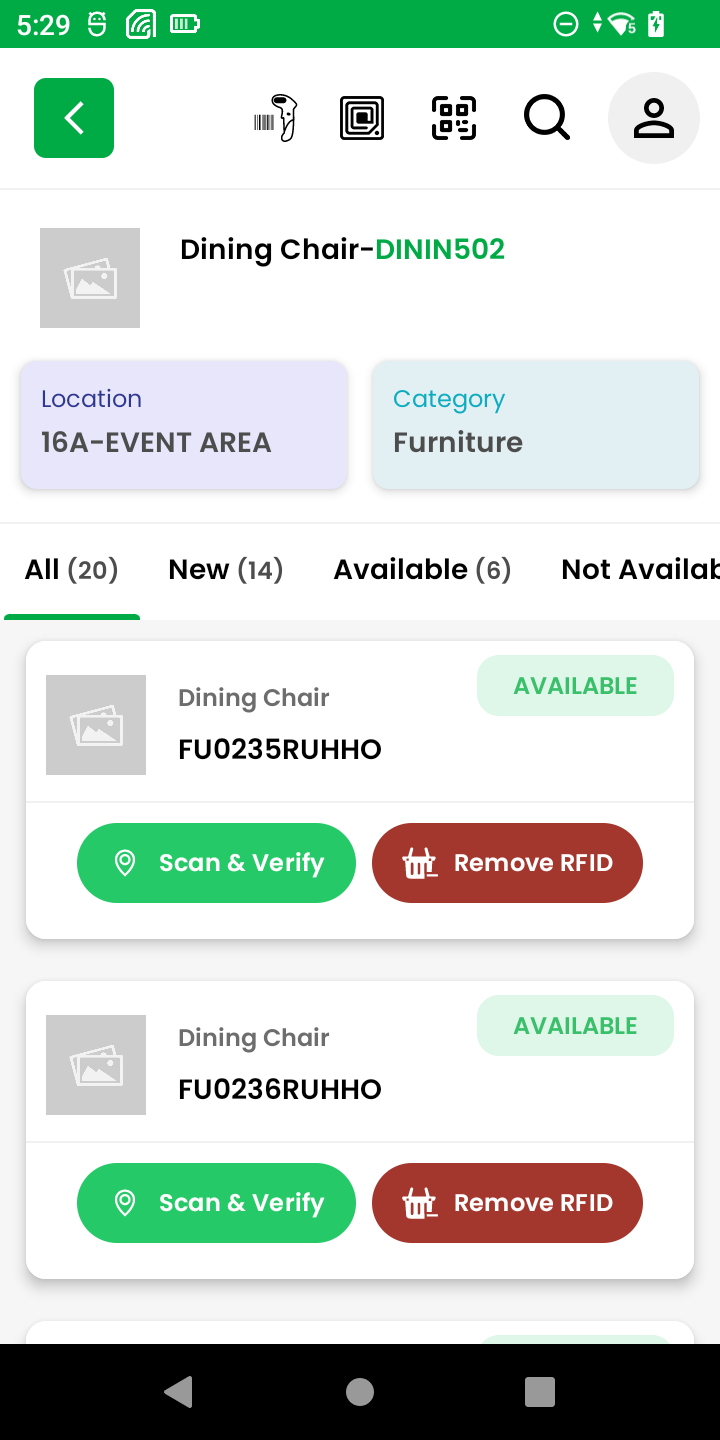 5:29
5
Dining Chair-DININ502
Location
16A-EVENT AREA
Category
Furniture
All (20) New (14) Available (6) Not Availab
AVAILABLE
Dining Chair
FU0235RUHHO
Scan & Verify
Remove RFID
AVAILABLE
Dining Chair
FU0236RUHHO
Scan & Verify
Remove RFID